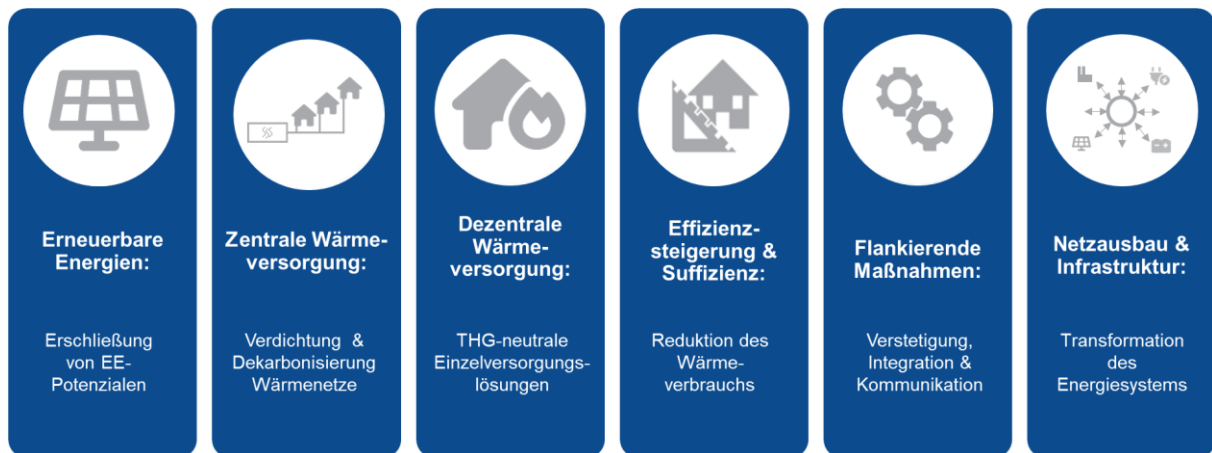 Erneuerbare
Energien:
Erschließung
von EE-
Potenzialen
Zentrale Wärme-
versorgung:
Verdichtung &
Dekarbonisierung
Wärmenetze
Dezentrale
Wärme-
versorgung:
THG-neutrale
Einzelversorgungs-
lösungen
Effizienz-
steigerung &
Suffizienz:
Reduktion des
Wärme-
verbrauchs
Flankierende
Maßnahmen:
Verstetigung,
Integration &
Kommunikation
Netzausbau &
Infrastruktur:
Transformation
des
Energiesystems